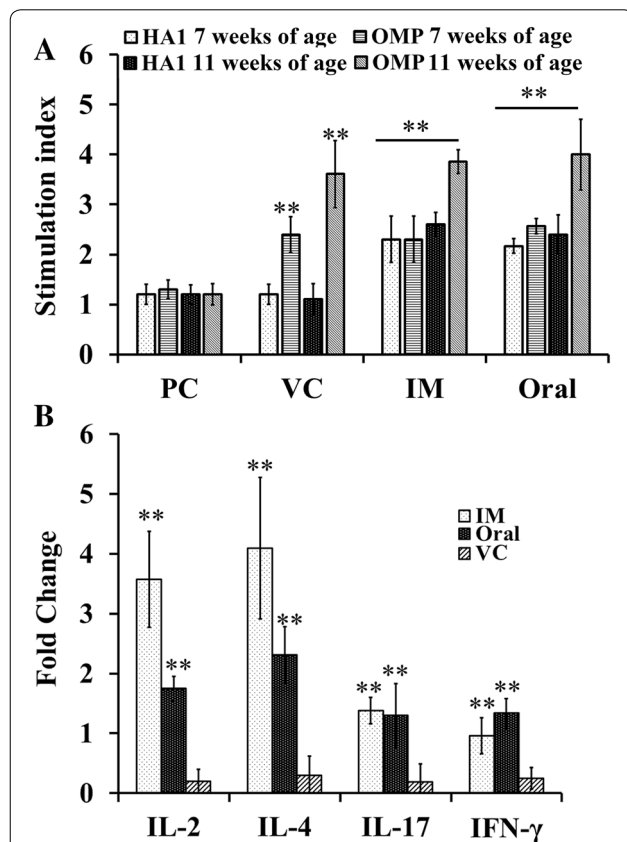 A
HA1 7 weeks of age OMP 7 weeks of age
HA1 11 weeks of age OMP 11 weeks of age
Stimulation index
6
5
4
3
2
1
0
** ** ** **
PC VC IM Oral
B
Fold Change
6
5
4
3
2
1
0
** ** ** ** ** ** ** **
IM
Oral
VC
IL-2 IL-4 IL-17 IFN-γ